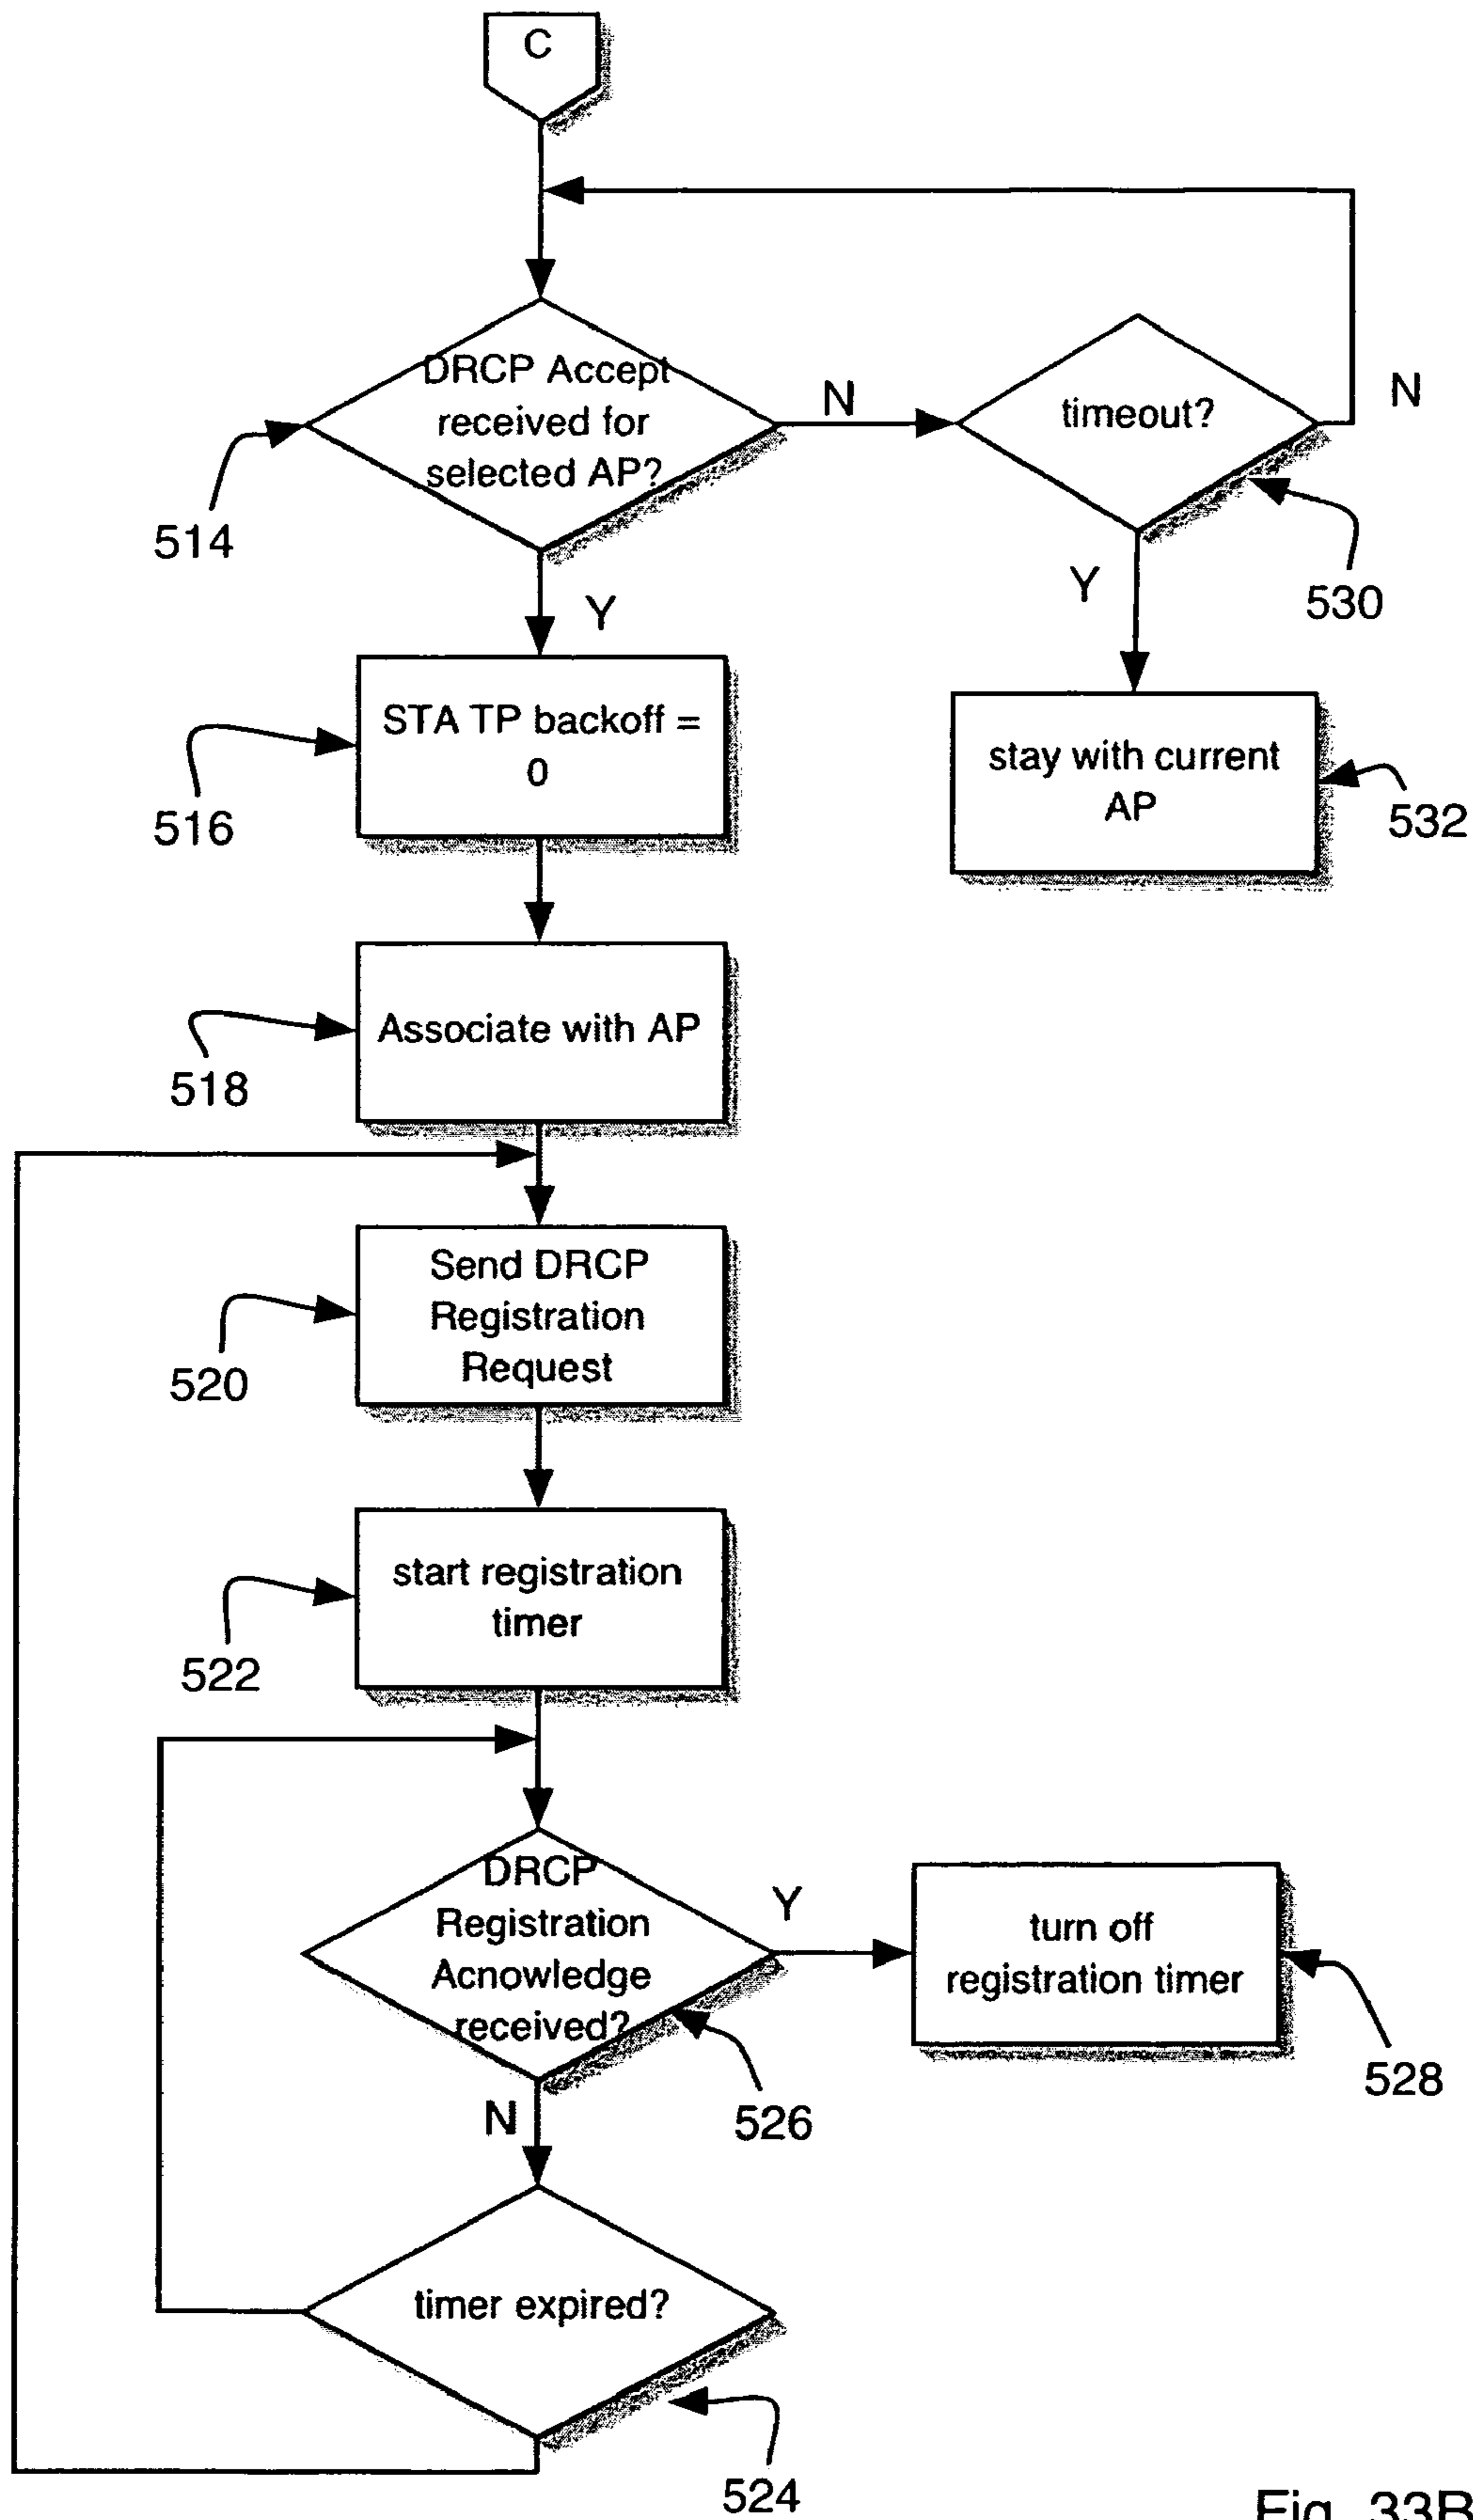 C
DRCP Accept
received for
selected AP?
N
timeout?
N
514
Y
Y
530
STA TP backoff =
0
516
stay with current
AP
532
Associate with AP
518
Send DRCP
Registration
Request
520
start registration
timer
522
DRCP
Registration
Acnowledge
received?
Y
turn off
registration timer
526
528
N
timer expired?
524
Fig. 33B